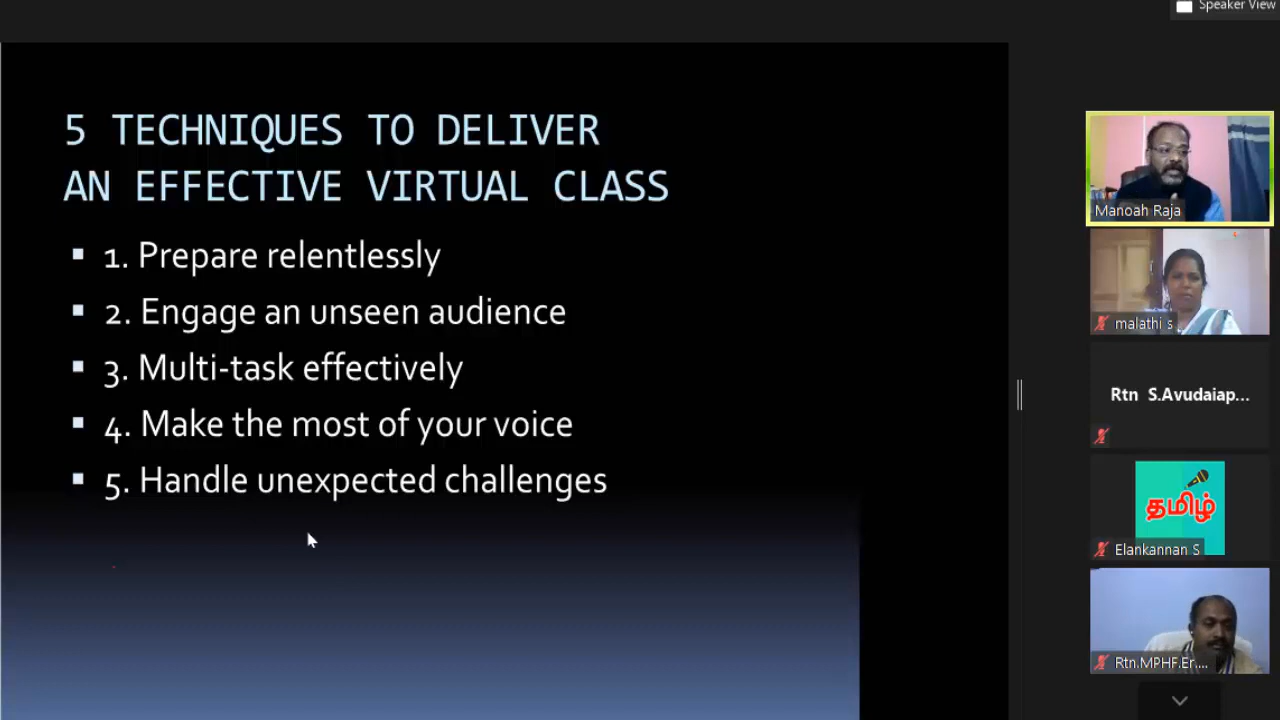 Speaker View
5 TECHNIQUES TO DELIVER
AN EFFECTIVE VIRTUAL CLASS
▪ 1. Prepare relentlessly
▪ 2. Engage an unseen audience
▪ 3. Multi-task effectively
▪ 4. Make the most of your voice
▪ 5. Handle unexpected challenges
Manoah Raja
malathi s
Rtn S.Avudaiap...
தமிழ்
Elankannan S
Rtn.MPHF.Er....